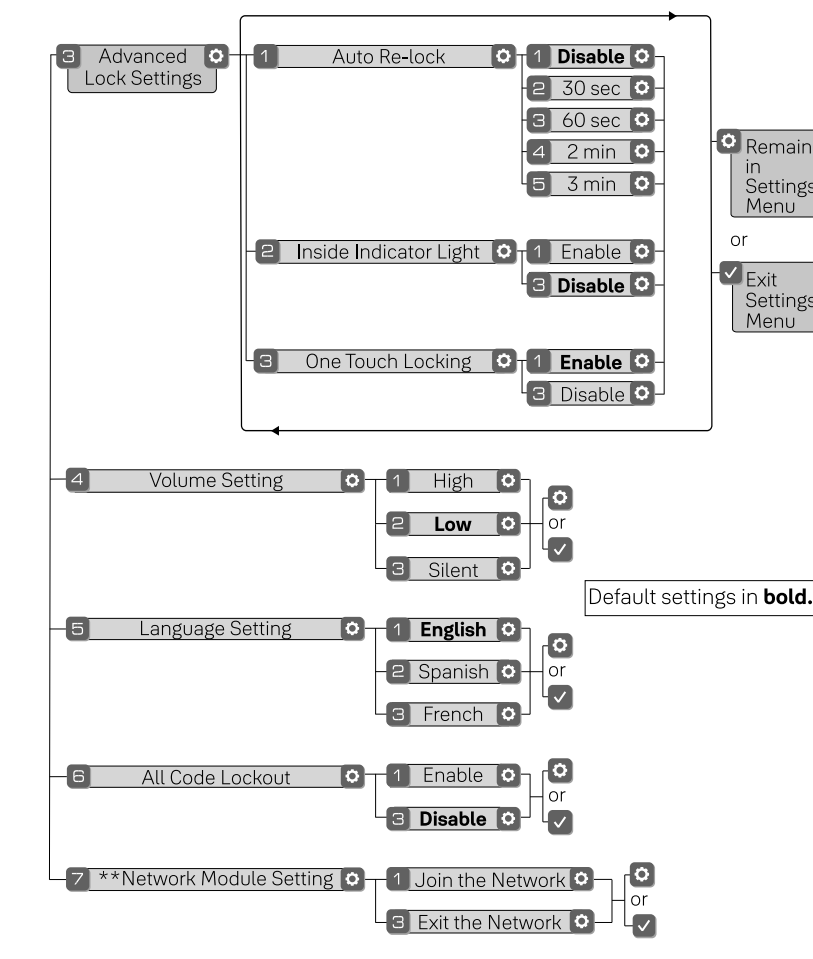 3 Advanced
Lock Settings
1 Auto Re-lock
1 Disable
2 30 sec
3 60 sec
4 2 min
5 3 min
2 Inside Indicator Light
1 Enable
3 Disable
3 One Touch Locking
1 Enable
3 Disable
Remain
in
Settings
Menu
or
Exit
Settings
Menu
4 Volume Setting
1 High
2 Low
3 Silent
or
Default settings in bold.
5 Language Setting
1 English
2 Spanish
3 French
or
6 All Code Lockout
1 Enable
3 Disable
or
7 **Network Module Setting
1 Join the Network
3 Exit the Network
or